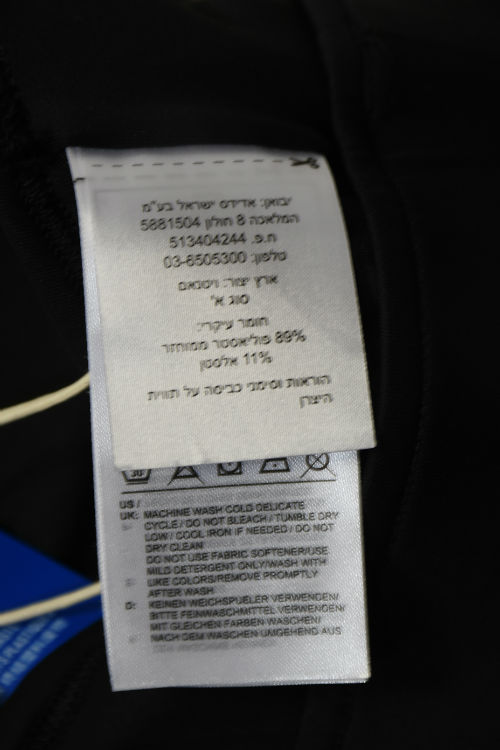 יבואן: אדידס ישראל בע"מ
המלאכה 8 חולון 5881504
ח.פ. 513404244
טלפון: 03-6505300
ארץ יצור: ויטנאם
סוג א'
חומר עיקרי:
89% פוליאסטר ממוחזר
11% אלסטן
הוראות וסימני כביסה על תווית
היצרן
30
US /
UK: MACHINE WASH COLD DELICATE
CYCLE / DO NOT BLEACH / TUMBLE DRY
LOW / COOL IRON IF NEEDED / DO NOT
DRY CLEAN
DO NOT USE FABRIC SOFTENER/USE
MILD DETERGENT ONLY/WASH WITH
LIKE COLORS/REMOVE PROMPTLY
AFTER WASH
D: KEINEN WEICHSPUELER VERWENDEN/
BITTE FEINWASCHMITTEL VERWENDEN/
MIT GLEICHEN FARBEN WASCHEN/
NACH DEM WASCHEN UMGEHEND AUS